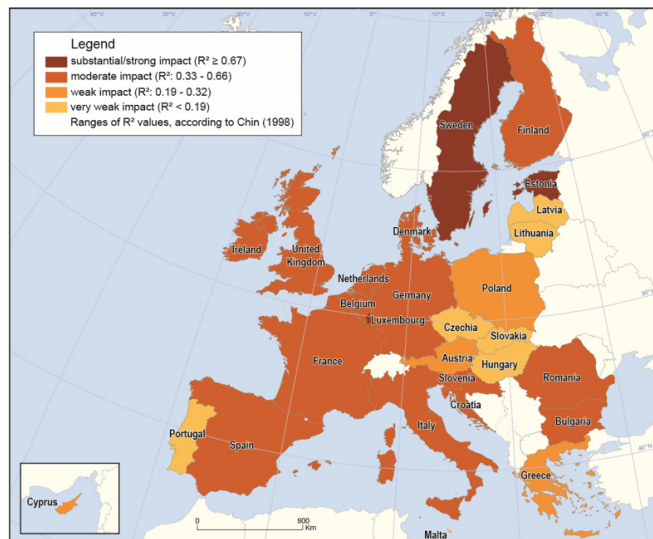 Legend
substantial/strong impact (R² ≥ 0.67)
moderate impact (R²: 0.33 - 0.66)
weak impact (R²: 0.19 - 0.32)
very weak impact (R² < 0.19)
Ranges of R² values, according to Chin (1998)
Sweden
Finland
Estonia
Latvia
Lithuania
Denmark
Ireland
United
Kingdom
Netherlands
Belgium
Germany
Luxembourg
Poland
Czechia
Slovakia
Austria
Hungary
France
Slovenia
Croatia
Romania
Bulgaria
Italy
Portugal
Spain
Greece
Cyprus
Malta
0
600
Km